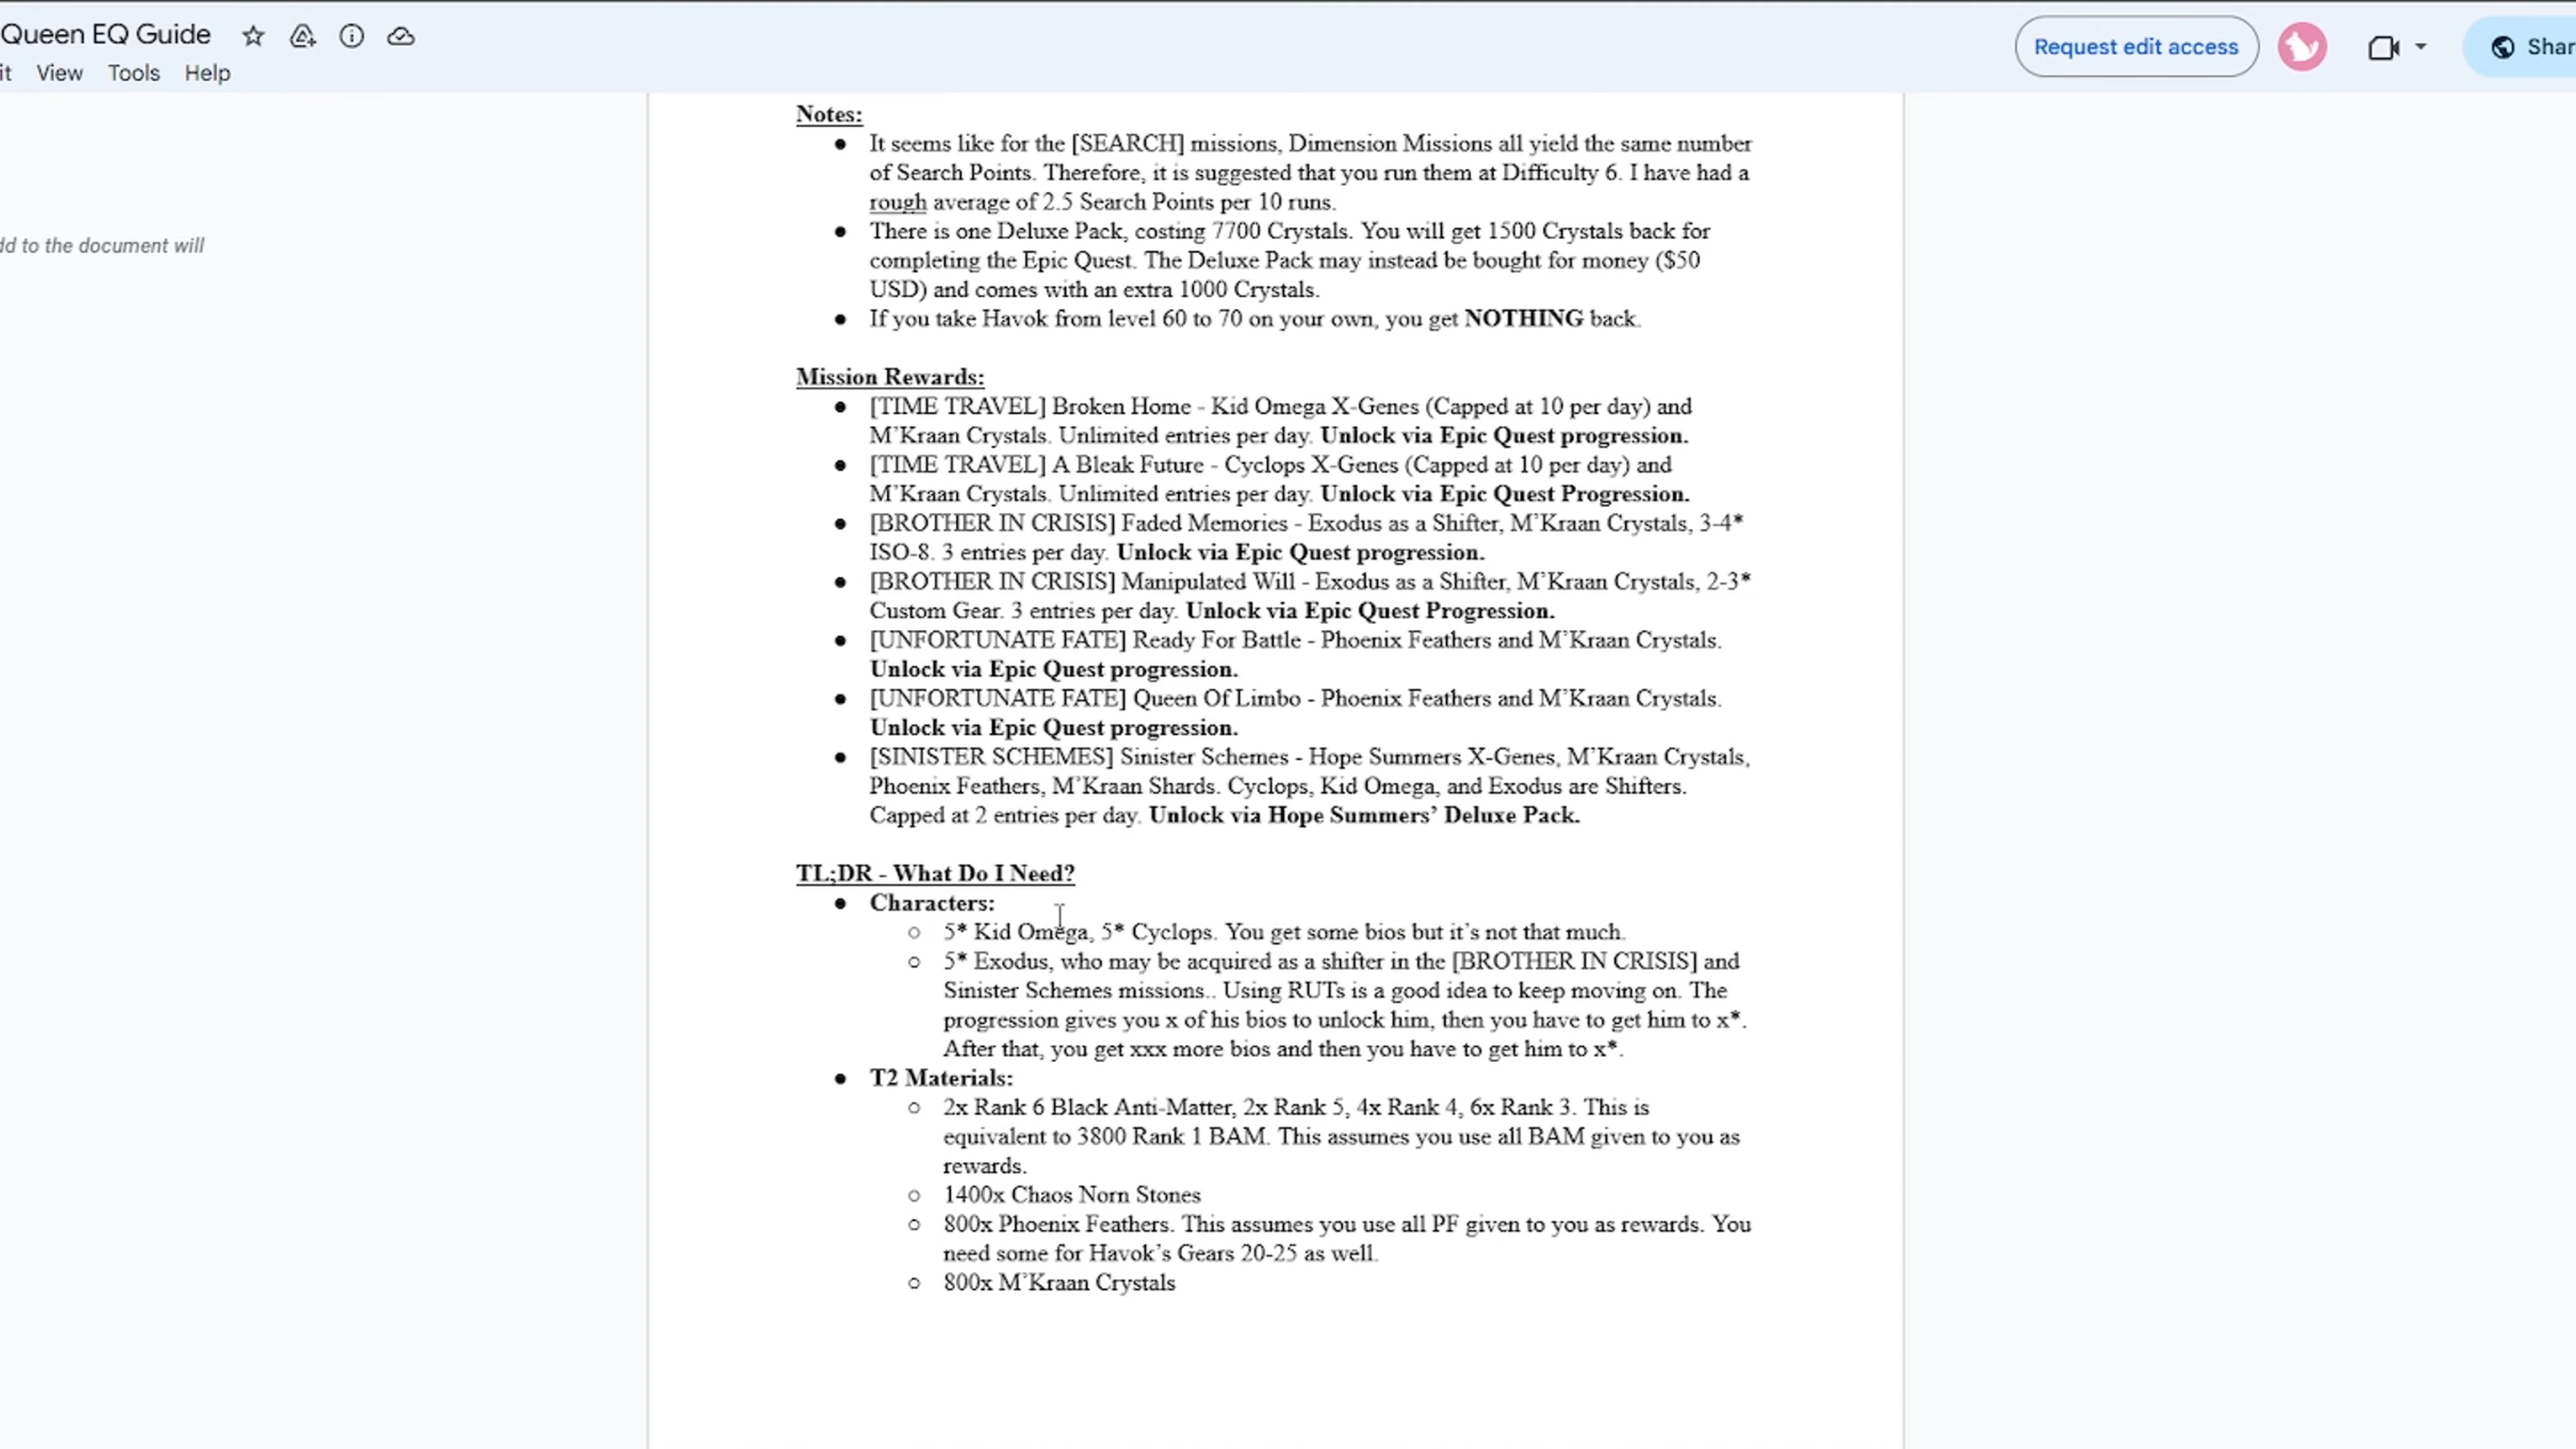 Queen EQ Guide
Request edit access
Shar
it View Tools Help
Notes:
dd to the document will
● It seems like for the [SEARCH] missions, Dimension Missions all yield the same number
of Search Points. Therefore, it is suggested that you run them at Difficulty 6. I have had a
rough average of 2.5 Search Points per 10 runs.
● There is one Deluxe Pack, costing 7700 Crystals. You will get 1500 Crystals back for
completing the Epic Quest. The Deluxe Pack may instead be bought for money ($50
USD) and comes with an extra 1000 Crystals.
● If you take Havok from level 60 to 70 on your own, you get NOTHING back.
Mission Rewards:
● [TIME TRAVEL] Broken Home - Kid Omega X-Genes (Capped at 10 per day) and
M'Kraan Crystals. Unlimited entries per day. Unlock via Epic Quest progression.
● [TIME TRAVEL] A Bleak Future - Cyclops X-Genes (Capped at 10 per day) and
M'Kraan Crystals. Unlimited entries per day. Unlock via Epic Quest Progression.
● [BROTHER IN CRISIS] Faded Memories - Exodus as a Shifter, M'Kraan Crystals, 3-4*
ISO-8. 3 entries per day. Unlock via Epic Quest progression.
● [BROTHER IN CRISIS] Manipulated Will - Exodus as a Shifter, M'Kraan Crystals, 2-3*
Custom Gear. 3 entries per day. Unlock via Epic Quest Progression.
● [UNFORTUNATE FATE] Ready For Battle - Phoenix Feathers and M'Kraan Crystals.
Unlock via Epic Quest progression.
● [UNFORTUNATE FATE] Queen Of Limbo - Phoenix Feathers and M'Kraan Crystals.
Unlock via Epic Quest progression.
● [SINISTER SCHEMES] Sinister Schemes - Hope Summers X-Genes, M'Kraan Crystals,
Phoenix Feathers, M'Kraan Shards. Cyclops, Kid Omega, and Exodus are Shifters.
Capped at 2 entries per day. Unlock via Hope Summers' Deluxe Pack.
TL;DR - What Do I Need?
● Characters:
○ 5* Kid Omega, 5* Cyclops. You get some bios but it's not that much.
○ 5* Exodus, who may be acquired as a shifter in the [BROTHER IN CRISIS] and
Sinister Schemes missions.. Using RUTs is a good idea to keep moving on. The
progression gives you x of his bios to unlock him, then you have to get him to x*.
After that, you get xxx more bios and then you have to get him to x*.
● T2 Materials:
○ 2x Rank 6 Black Anti-Matter, 2x Rank 5, 4x Rank 4, 6x Rank 3. This is
equivalent to 3800 Rank 1 BAM. This assumes you use all BAM given to you as
rewards.
○ 1400x Chaos Norn Stones
○ 800x Phoenix Feathers. This assumes you use all PF given to you as rewards. You
need some for Havok's Gears 20-25 as well.
○ 800x M'Kraan Crystals